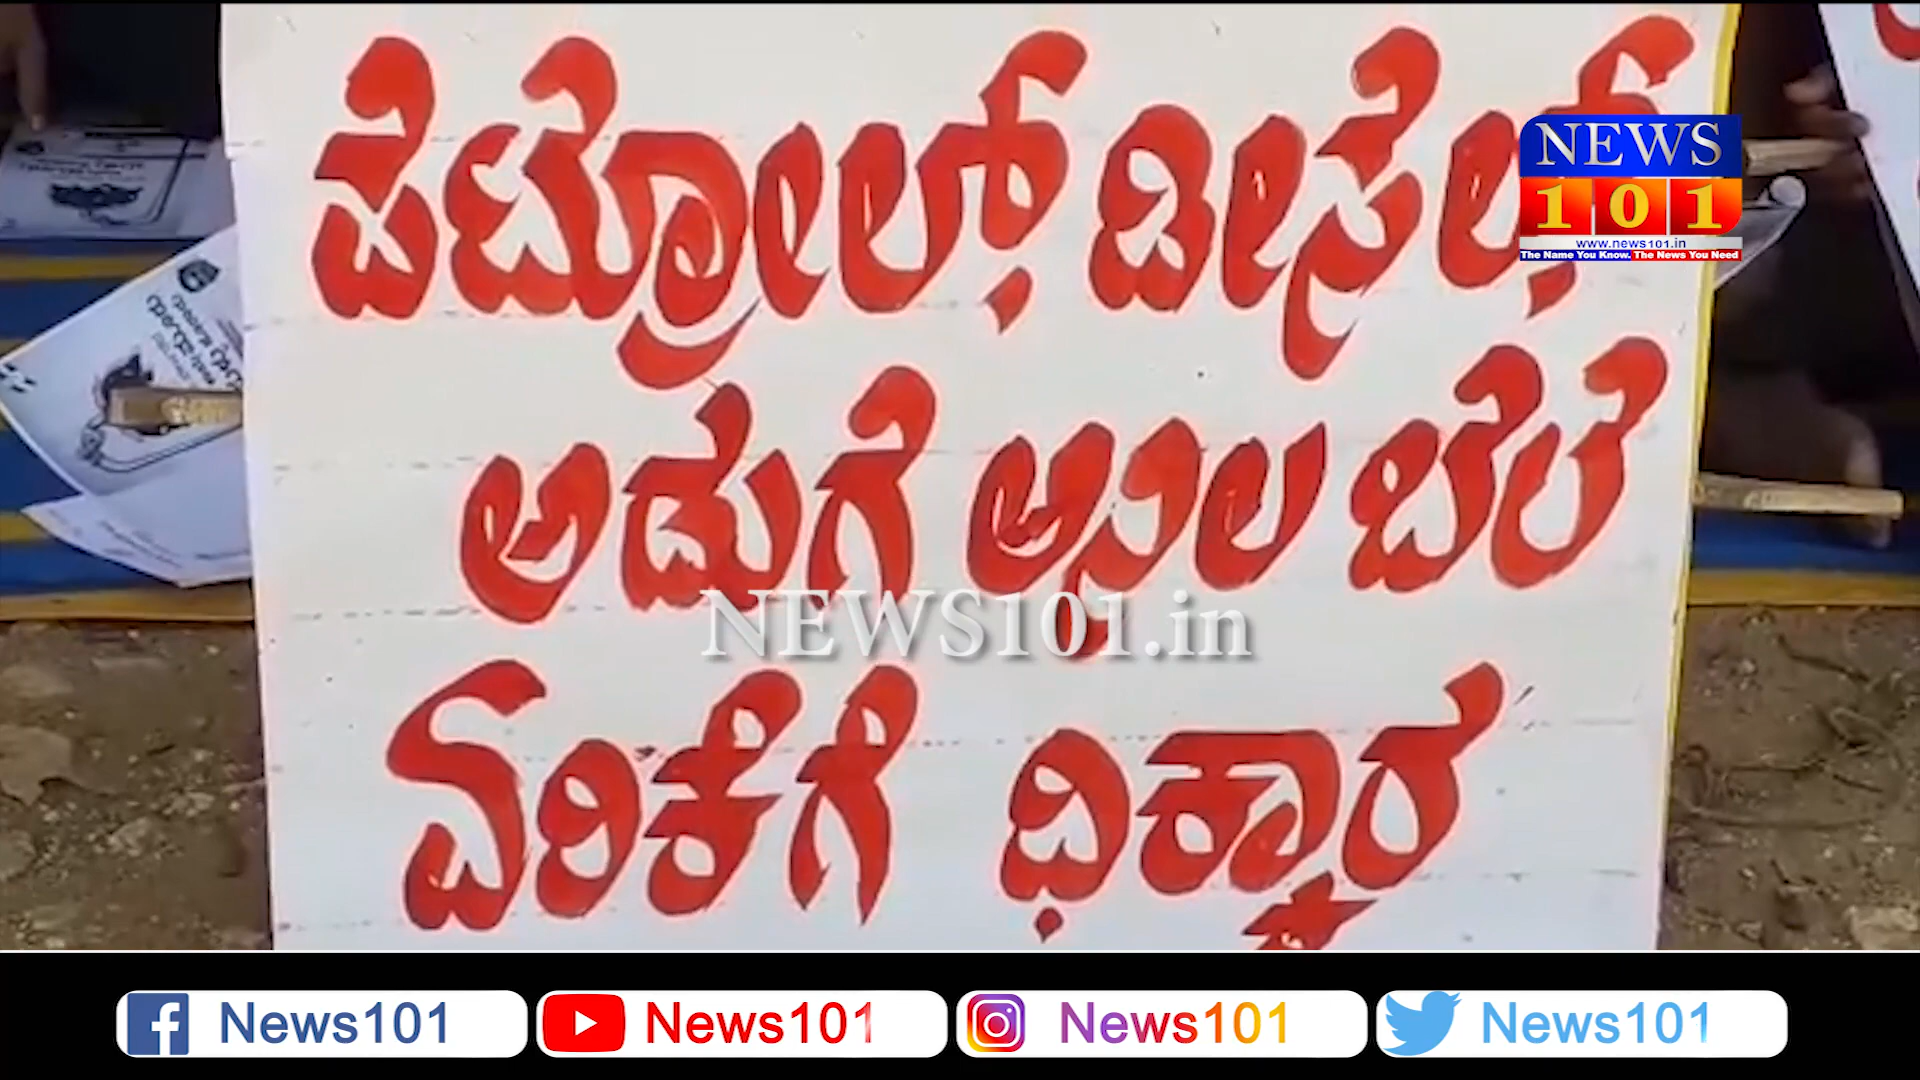 ಪೆಟ್ರೋಲ್ ಡೀಸೆಲ್
ಅಡುಗೆ ಅನಿಲ ಬೆಲೆ
ಏರಿಕೆಗೆ ಧಿಕ್ಕಾರ
NEWS
101
www.news101.in
The Name You Know. The News You Need
NEWS101.in
News101
News101
News101
News101